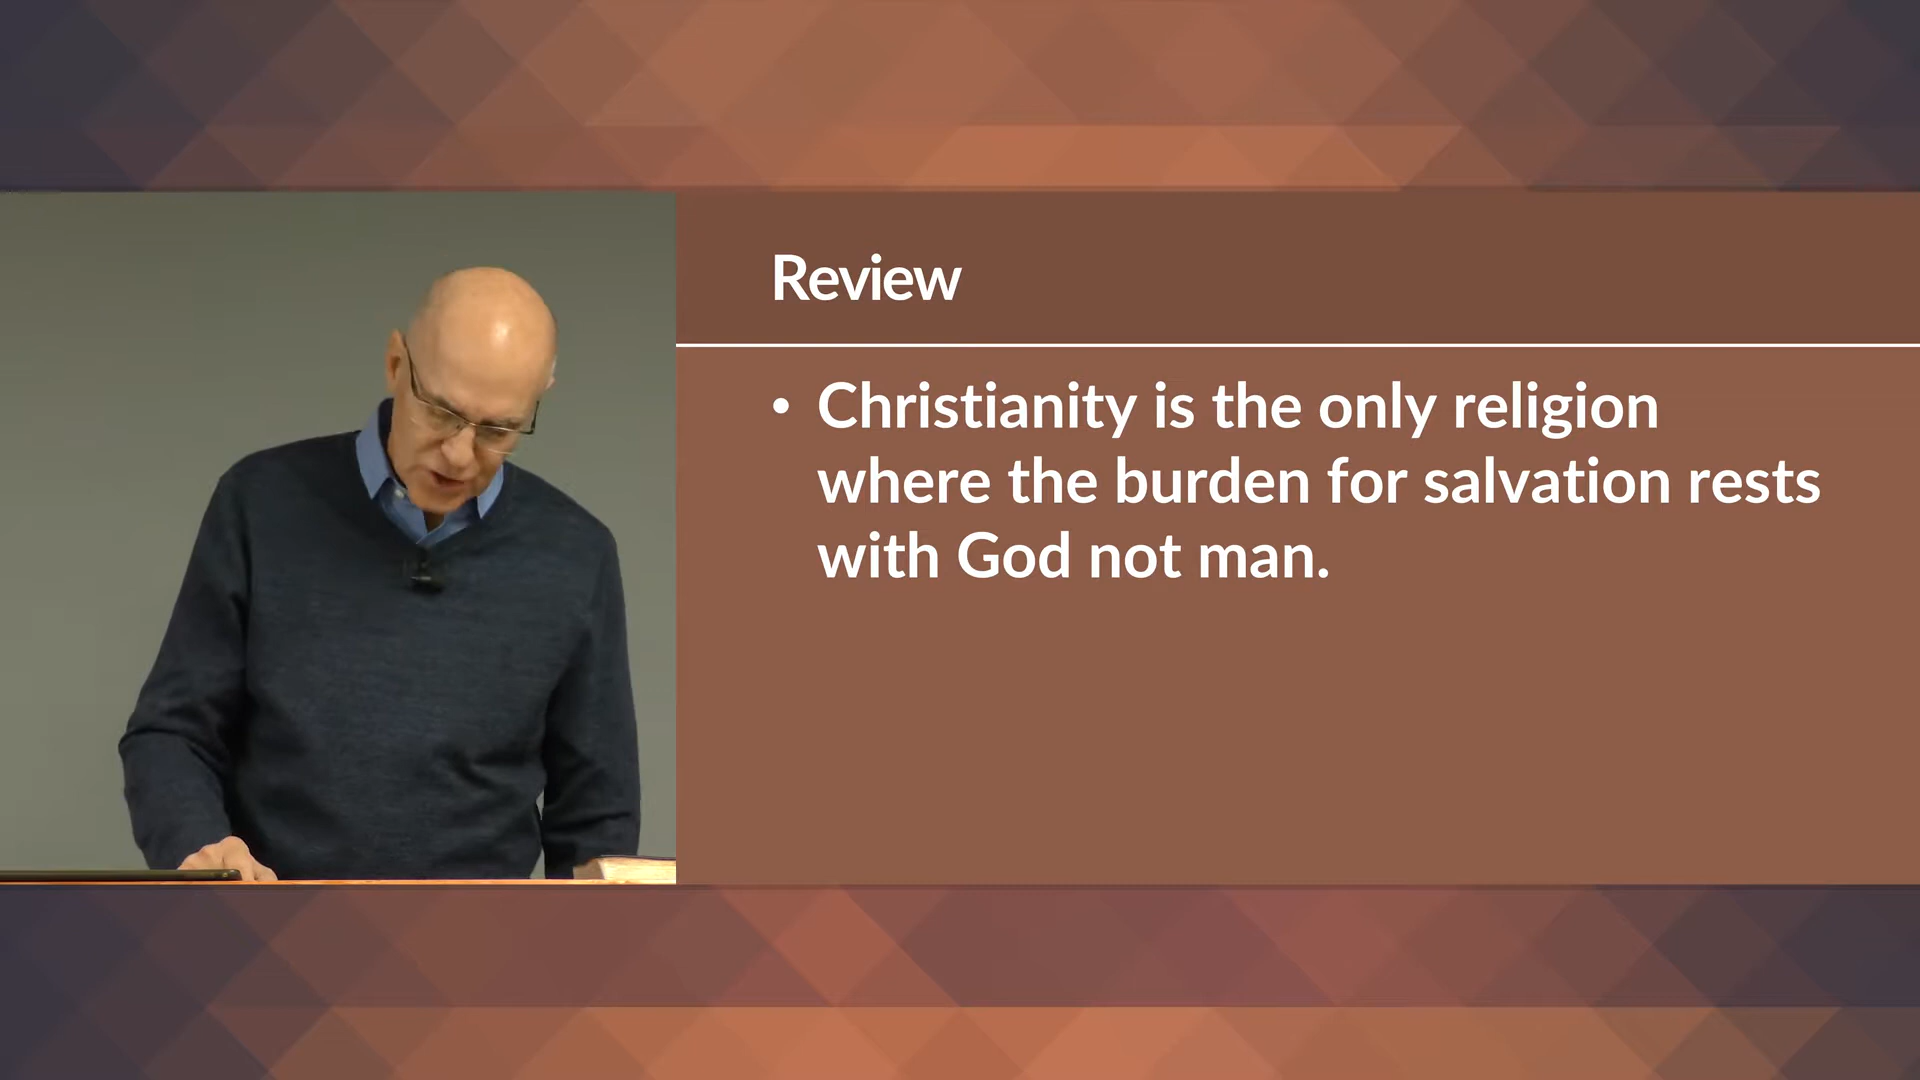 Review
• Christianity is the only religion
where the burden for salvation rests
with God not man.